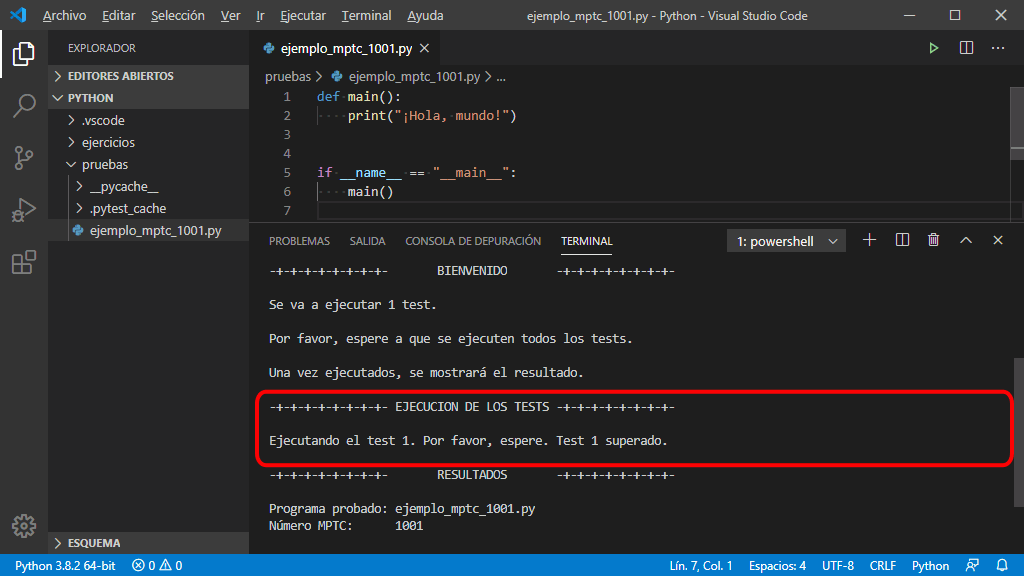 Archivo Editar Selección Ver Ir Ejecutar Terminal Ayuda ejemplo_mptc_1001.py - Python - Visual Studio Code
EXPLORADOR
EDITORES ABIERTOS
PYTHON
.vscode
ejercicios
pruebas
__pycache__
.pytest_cache
ejemplo_mptc_1001.py
ESQUEMA
ejemplo_mptc_1001.py
pruebas > ejemplo_mptc_1001.py > ...
1 def main():
2 print("¡Hola, mundo!")
3
4
5 if __name__ == "__main__":
6 main()
7
PROBLEMAS SALIDA CONSOLA DE DEPURACIÓN TERMINAL 1: powershell
-+-+-+-+-+-+-+-+- BIENVENIDO -+-+-+-+-+-+-+-+-
Se va a ejecutar 1 test.
Por favor, espere a que se ejecuten todos los tests.
Una vez ejecutados, se mostrará el resultado.
-+-+-+-+-+-+-+-+- EJECUCION DE LOS TESTS -+-+-+-+-+-+-+-+-
Ejecutando el test 1. Por favor, espere. Test 1 superado.
-+-+-+-+-+-+-+-+- RESULTADOS -+-+-+-+-+-+-+-+-
Programa probado: ejemplo_mptc_1001.py
Número MPTC: 1001
Python 3.8.2 64-bit 0 0 Lín. 7, Col. 1 Espacios: 4 UTF-8 CRLF Python